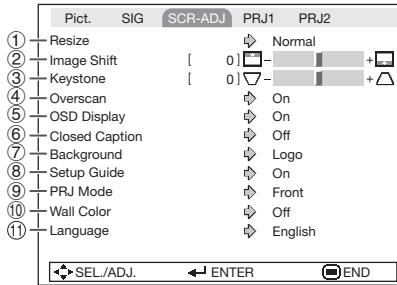 Pict. SIG SCR-ADJ PRJ1 PRJ2
① Resize Normal
② Image Shift [ 0 ] − +
③ Keystone [ 0 ] − +
④ Overscan On
⑤ OSD Display On
⑥ Closed Caption Off
⑦ Background Logo
⑧ Setup Guide On
⑨ PRJ Mode Front
⑩ Wall Color Off
⑪ Language English
SEL./ADJ. ENTER END